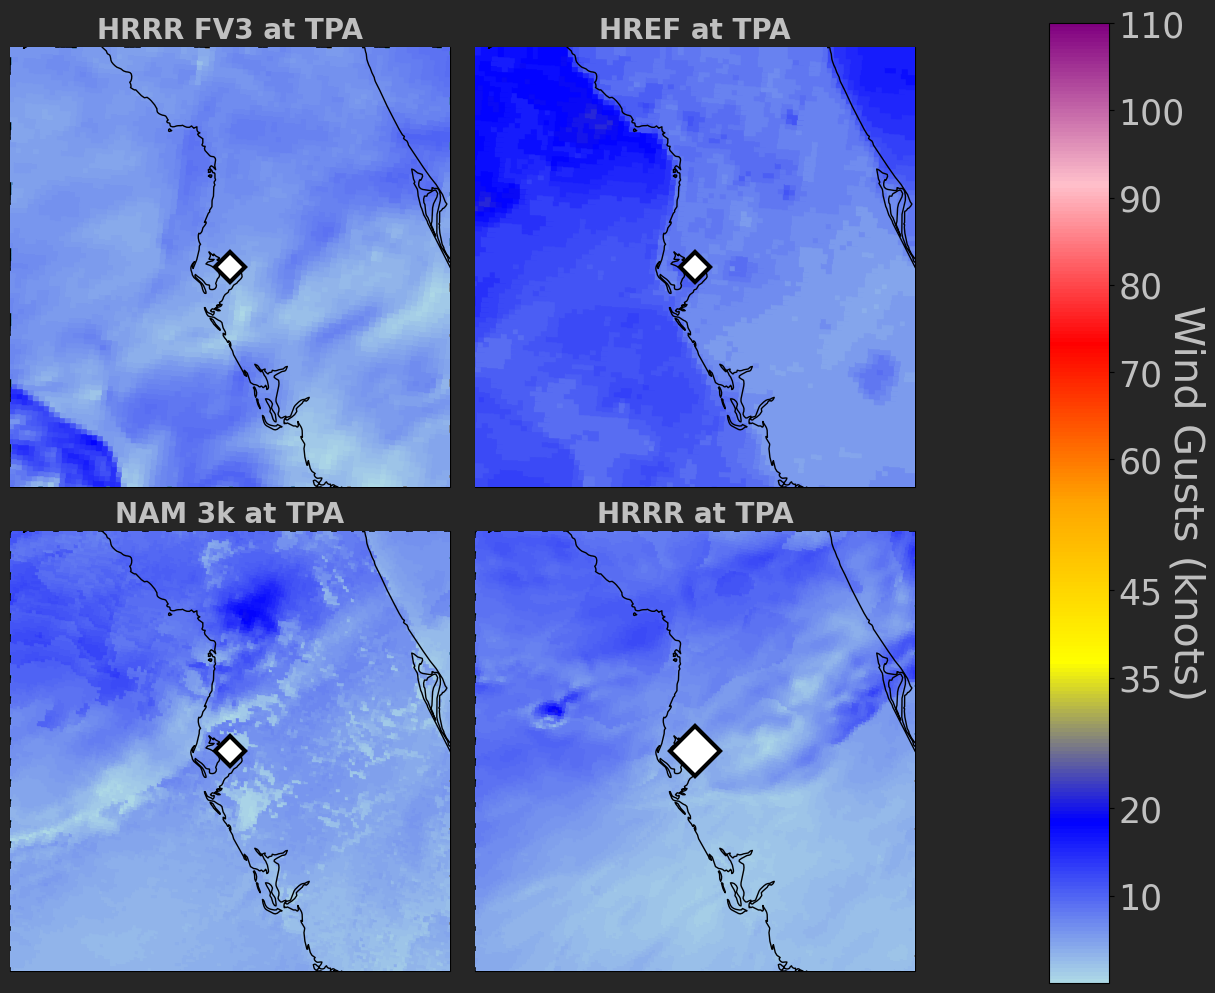 HRRR FV3 at TPA
HREF at TPA
NAM 3k at TPA
HRRR at TPA
110
100
90
80
70
60
45
35
20
10
Wind Gusts (knots)